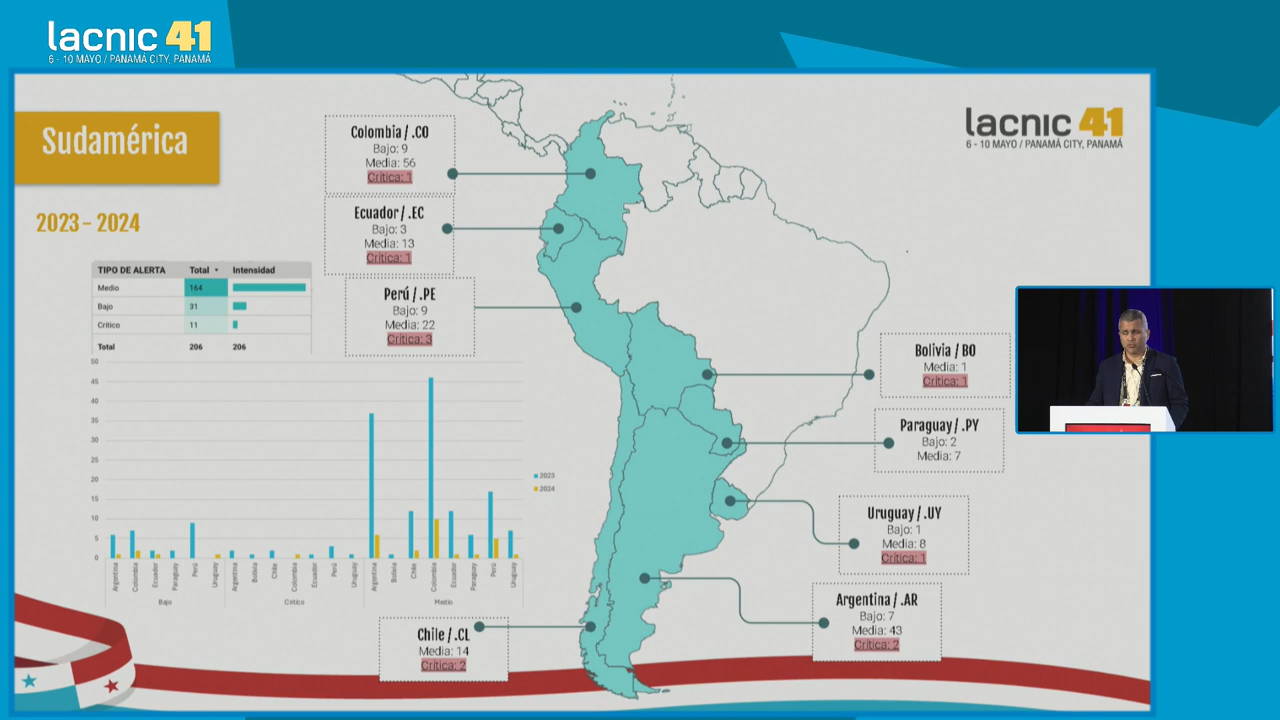 lacnic 41
6 - 10 MAYO / PANAMÁ CITY, PANAMÁ
Sudamérica
2023 – 2024
lacnic 41
6 - 10 MAYO / PANAMÁ CITY, PANAMÁ
TIPO DE ALERTA Total Intensidad
Medio 164
Bajo 31
Crítico 11
Total 206 206
50
45
40
35
30
25
20
15
10
5
0
2023
2024
Argentina
Colombia
Ecuador
Paraguay
Perú
Uruguay
Argentina
Bolivia
Chile
Colombia
Ecuador
Perú
Uruguay
Argentina
Bolivia
Chile
Colombia
Ecuador
Paraguay
Perú
Uruguay
Bajo
Crítico
Medio
Colombia / .CO
Bajo: 9
Media: 56
Crítica: 1
Ecuador / .EC
Bajo: 3
Media: 13
Crítica: 1
Perú / .PE
Bajo: 9
Media: 22
Crítica: 3
Bolivia / BO
Media: 1
Crítica: 1
Paraguay / .PY
Bajo: 2
Media: 7
Uruguay / .UY
Bajo: 1
Media: 8
Crítica: 1
Argentina / .AR
Bajo: 7
Media: 43
Crítica: 2
Chile / .CL
Media: 14
Crítica: 2